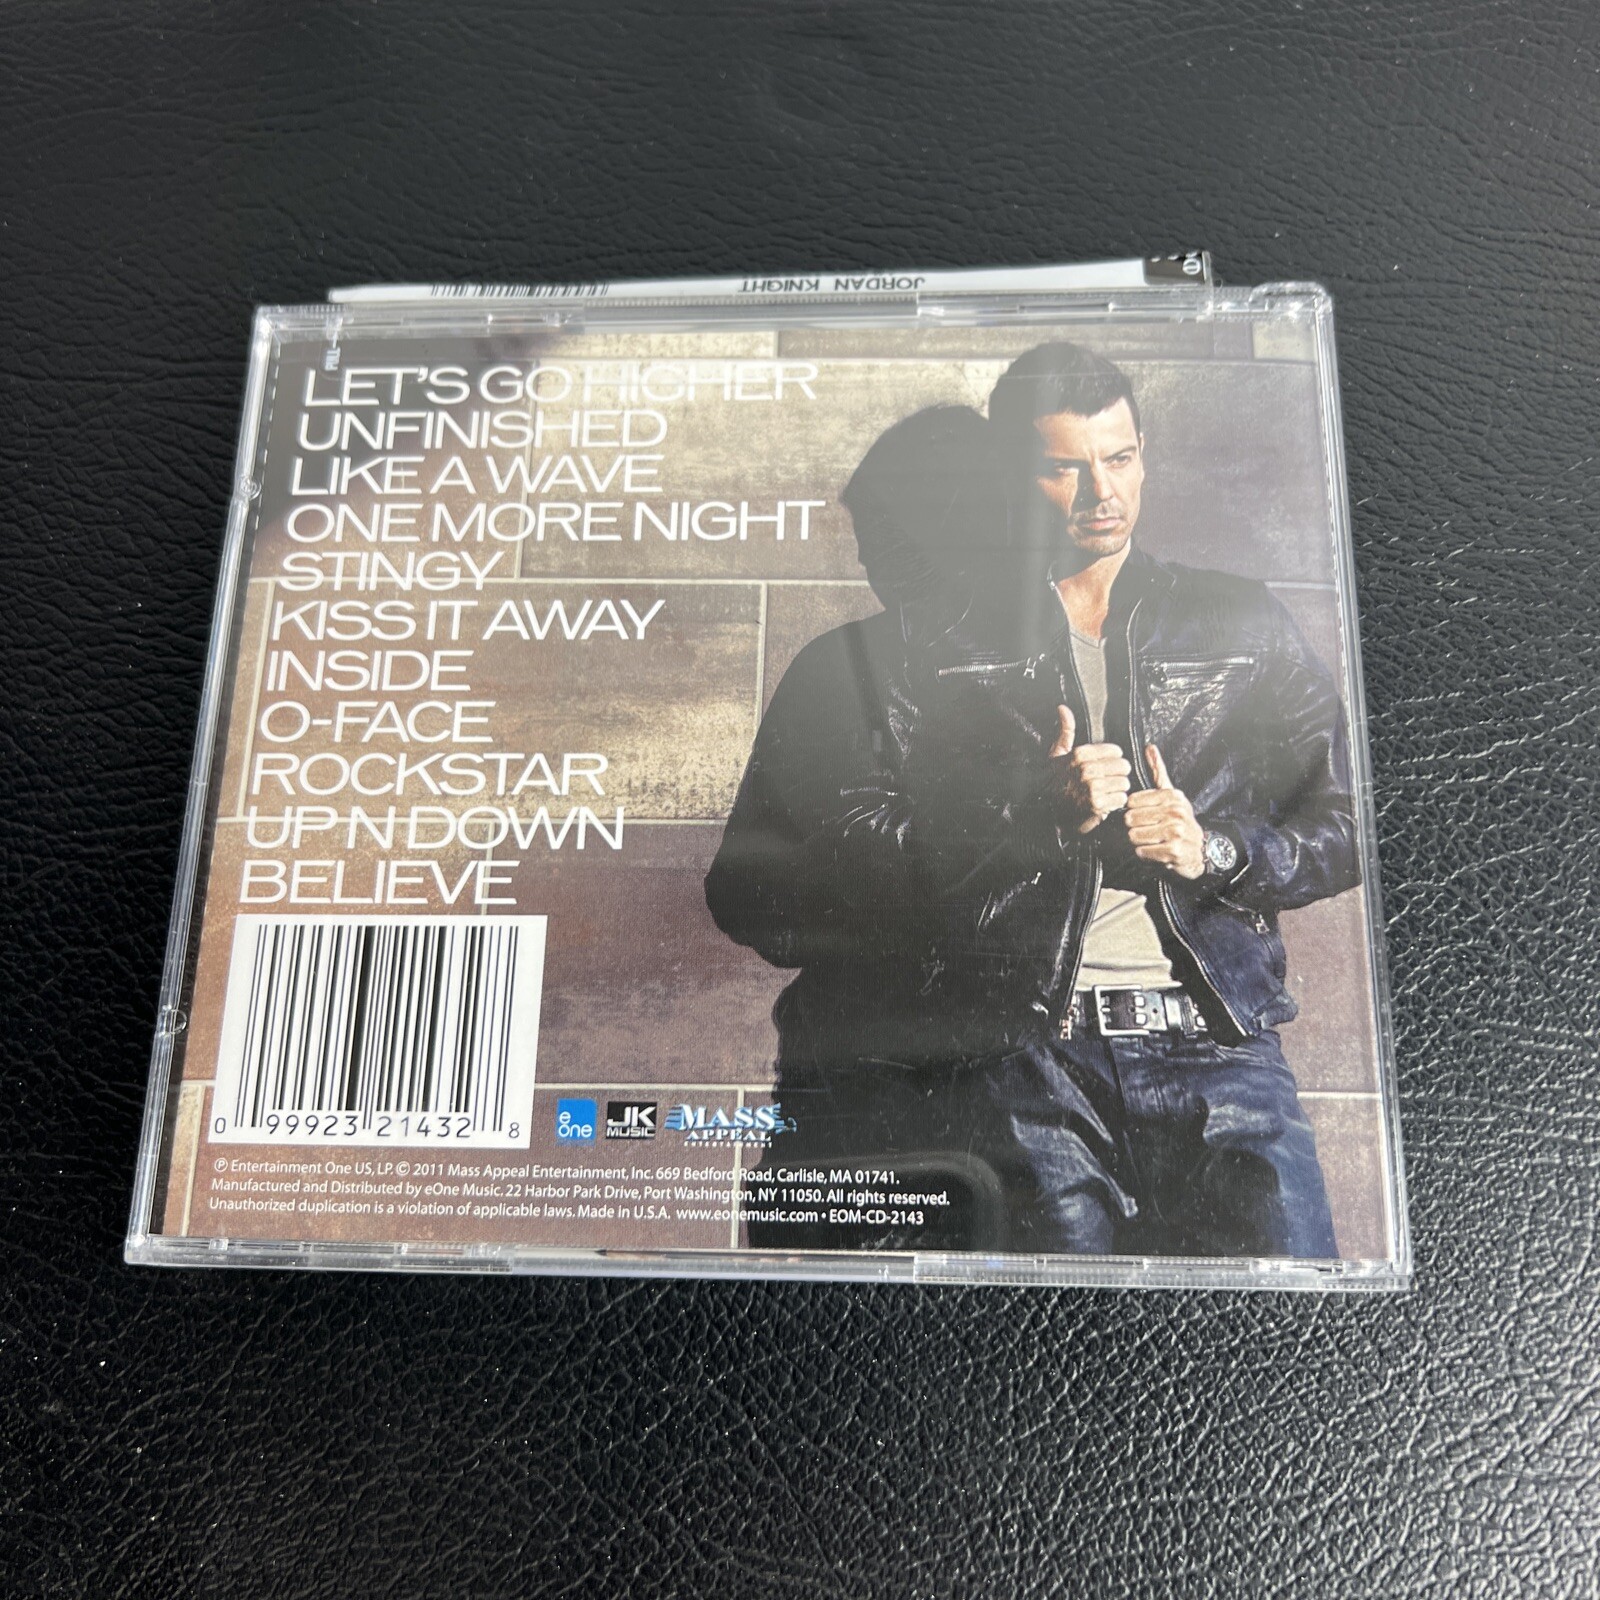 JORDAN KNIGHT
LET'S GO HIGHER
UNFINISHED
LIKE A WAVE
ONE MORE NIGHT
STINGY
KISS IT AWAY
INSIDE
O-FACE
ROCKSTAR
UP N DOWN
BELIEVE
0 99923 21432 8
e one
JK MUSIC
MASS APPEAL
ENTERTAINMENT
℗ Entertainment One US, LP. © 2011 Mass Appeal Entertainment, Inc. 669 Bedford Road, Carlisle, MA 01741.
Manufactured and Distributed by eOne Music. 22 Harbor Park Drive, Port Washington, NY 11050. All rights reserved.
Unauthorized duplication is a violation of applicable laws. Made in U.S.A. www.eonemusic.com • EOM-CD-2143